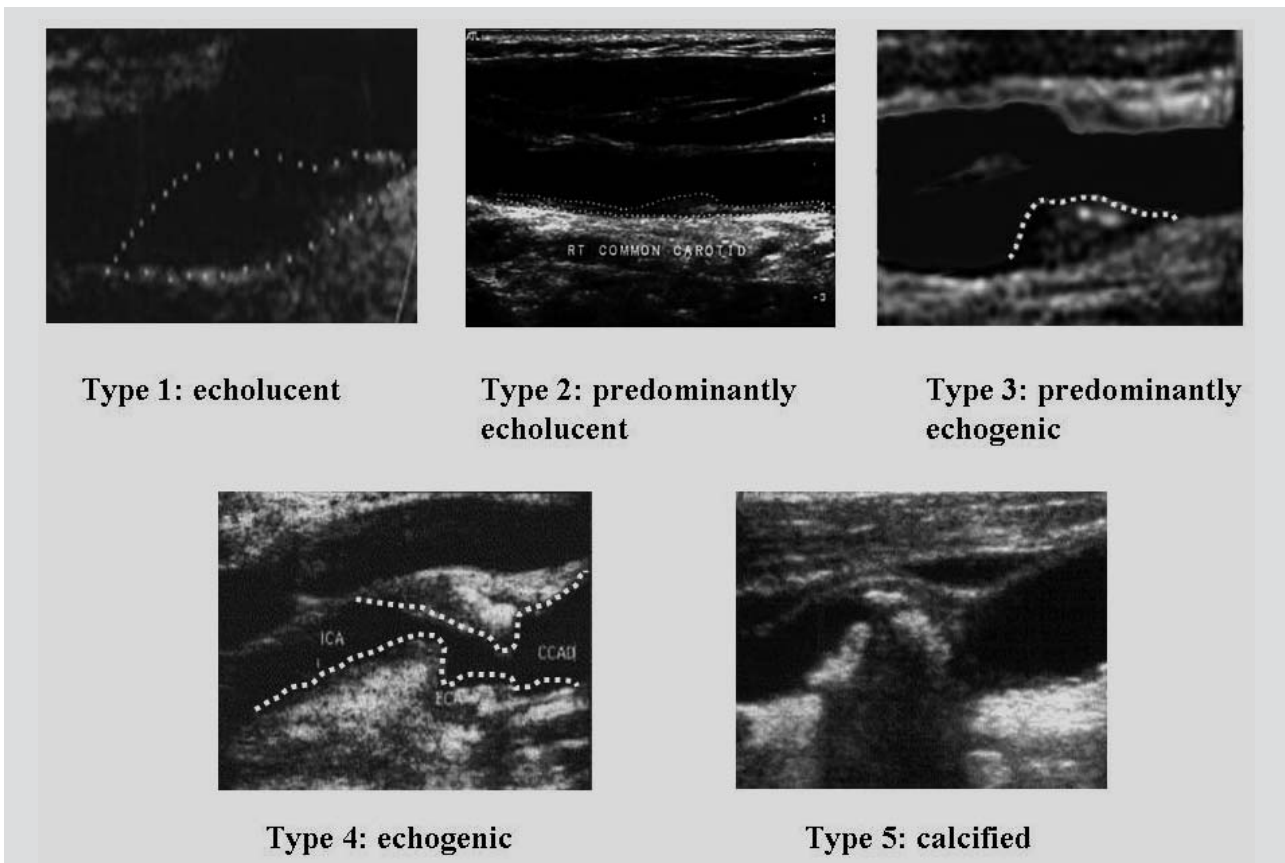 RT COMMON CAROTID
Type 1: echolucent
Type 2: predominantly
echolucent
Type 3: predominantly
echogenic
ICA
CCAD
ECA
Type 4: echogenic
Type 5: calcified